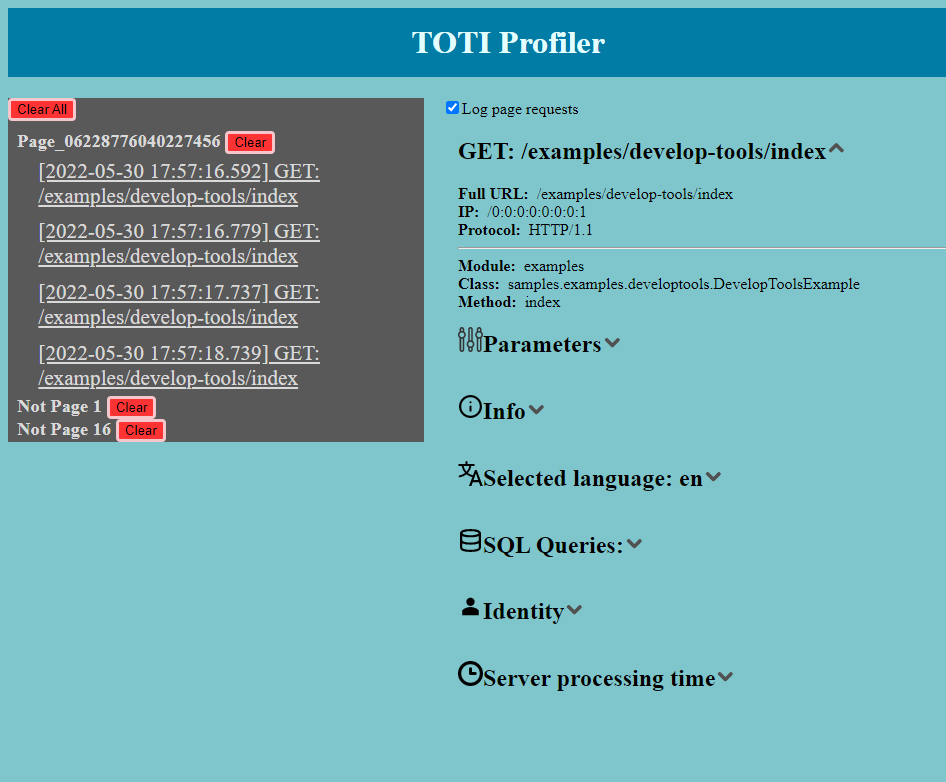 TOTI Profiler
Clear All
Page_06228776040227456 Clear
[2022-05-30 17:57:16.592] GET:
/examples/develop-tools/index
[2022-05-30 17:57:16.779] GET:
/examples/develop-tools/index
[2022-05-30 17:57:17.737] GET:
/examples/develop-tools/index
[2022-05-30 17:57:18.739] GET:
/examples/develop-tools/index
Not Page 1 Clear
Not Page 16 Clear
Log page requests
GET: /examples/develop-tools/index
Full URL: /examples/develop-tools/index
IP: /0:0:0:0:0:0:0:1
Protocol: HTTP/1.1
Module: examples
Class: samples.examples.developtools.DevelopToolsExample
Method: index
Parameters
Info
Selected language: en
SQL Queries:
Identity
Server processing time